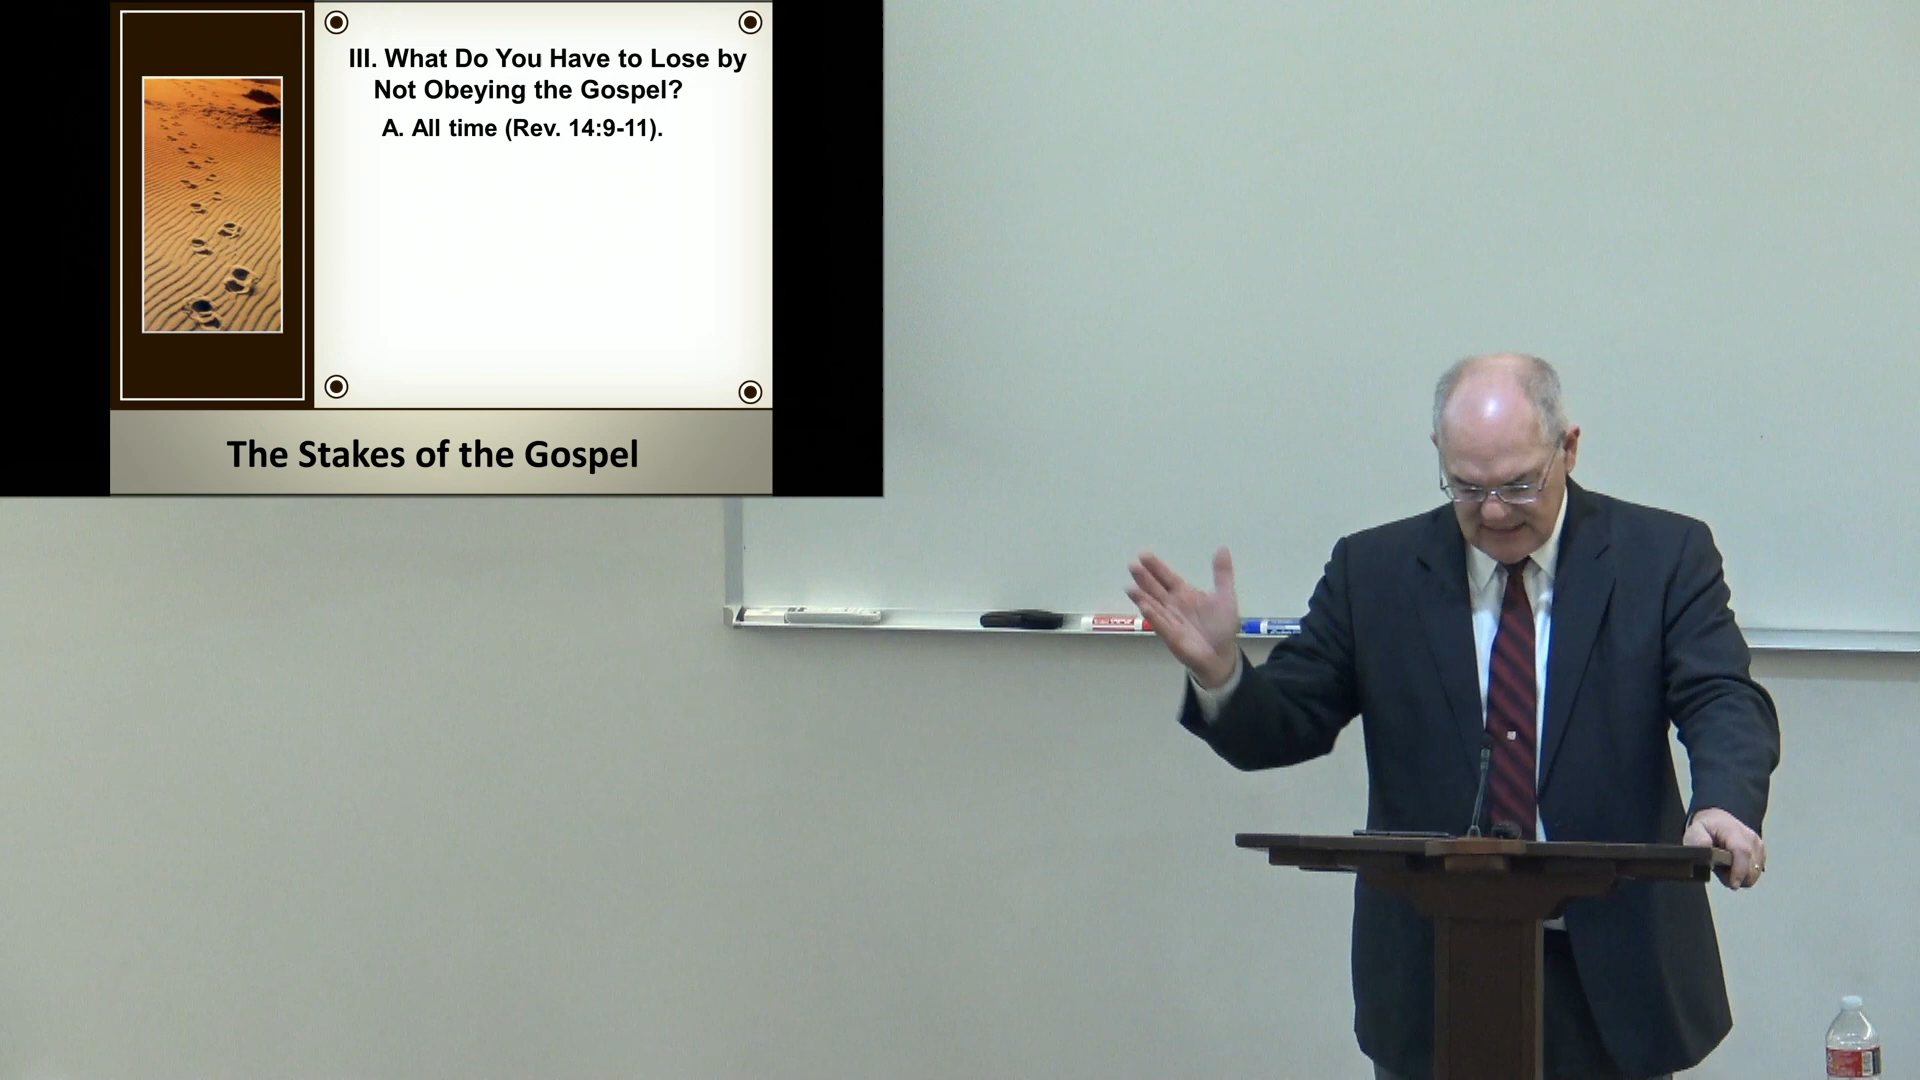 III. What Do You Have to Lose by
Not Obeying the Gospel?
A. All time (Rev. 14:9-11).
The Stakes of the Gospel